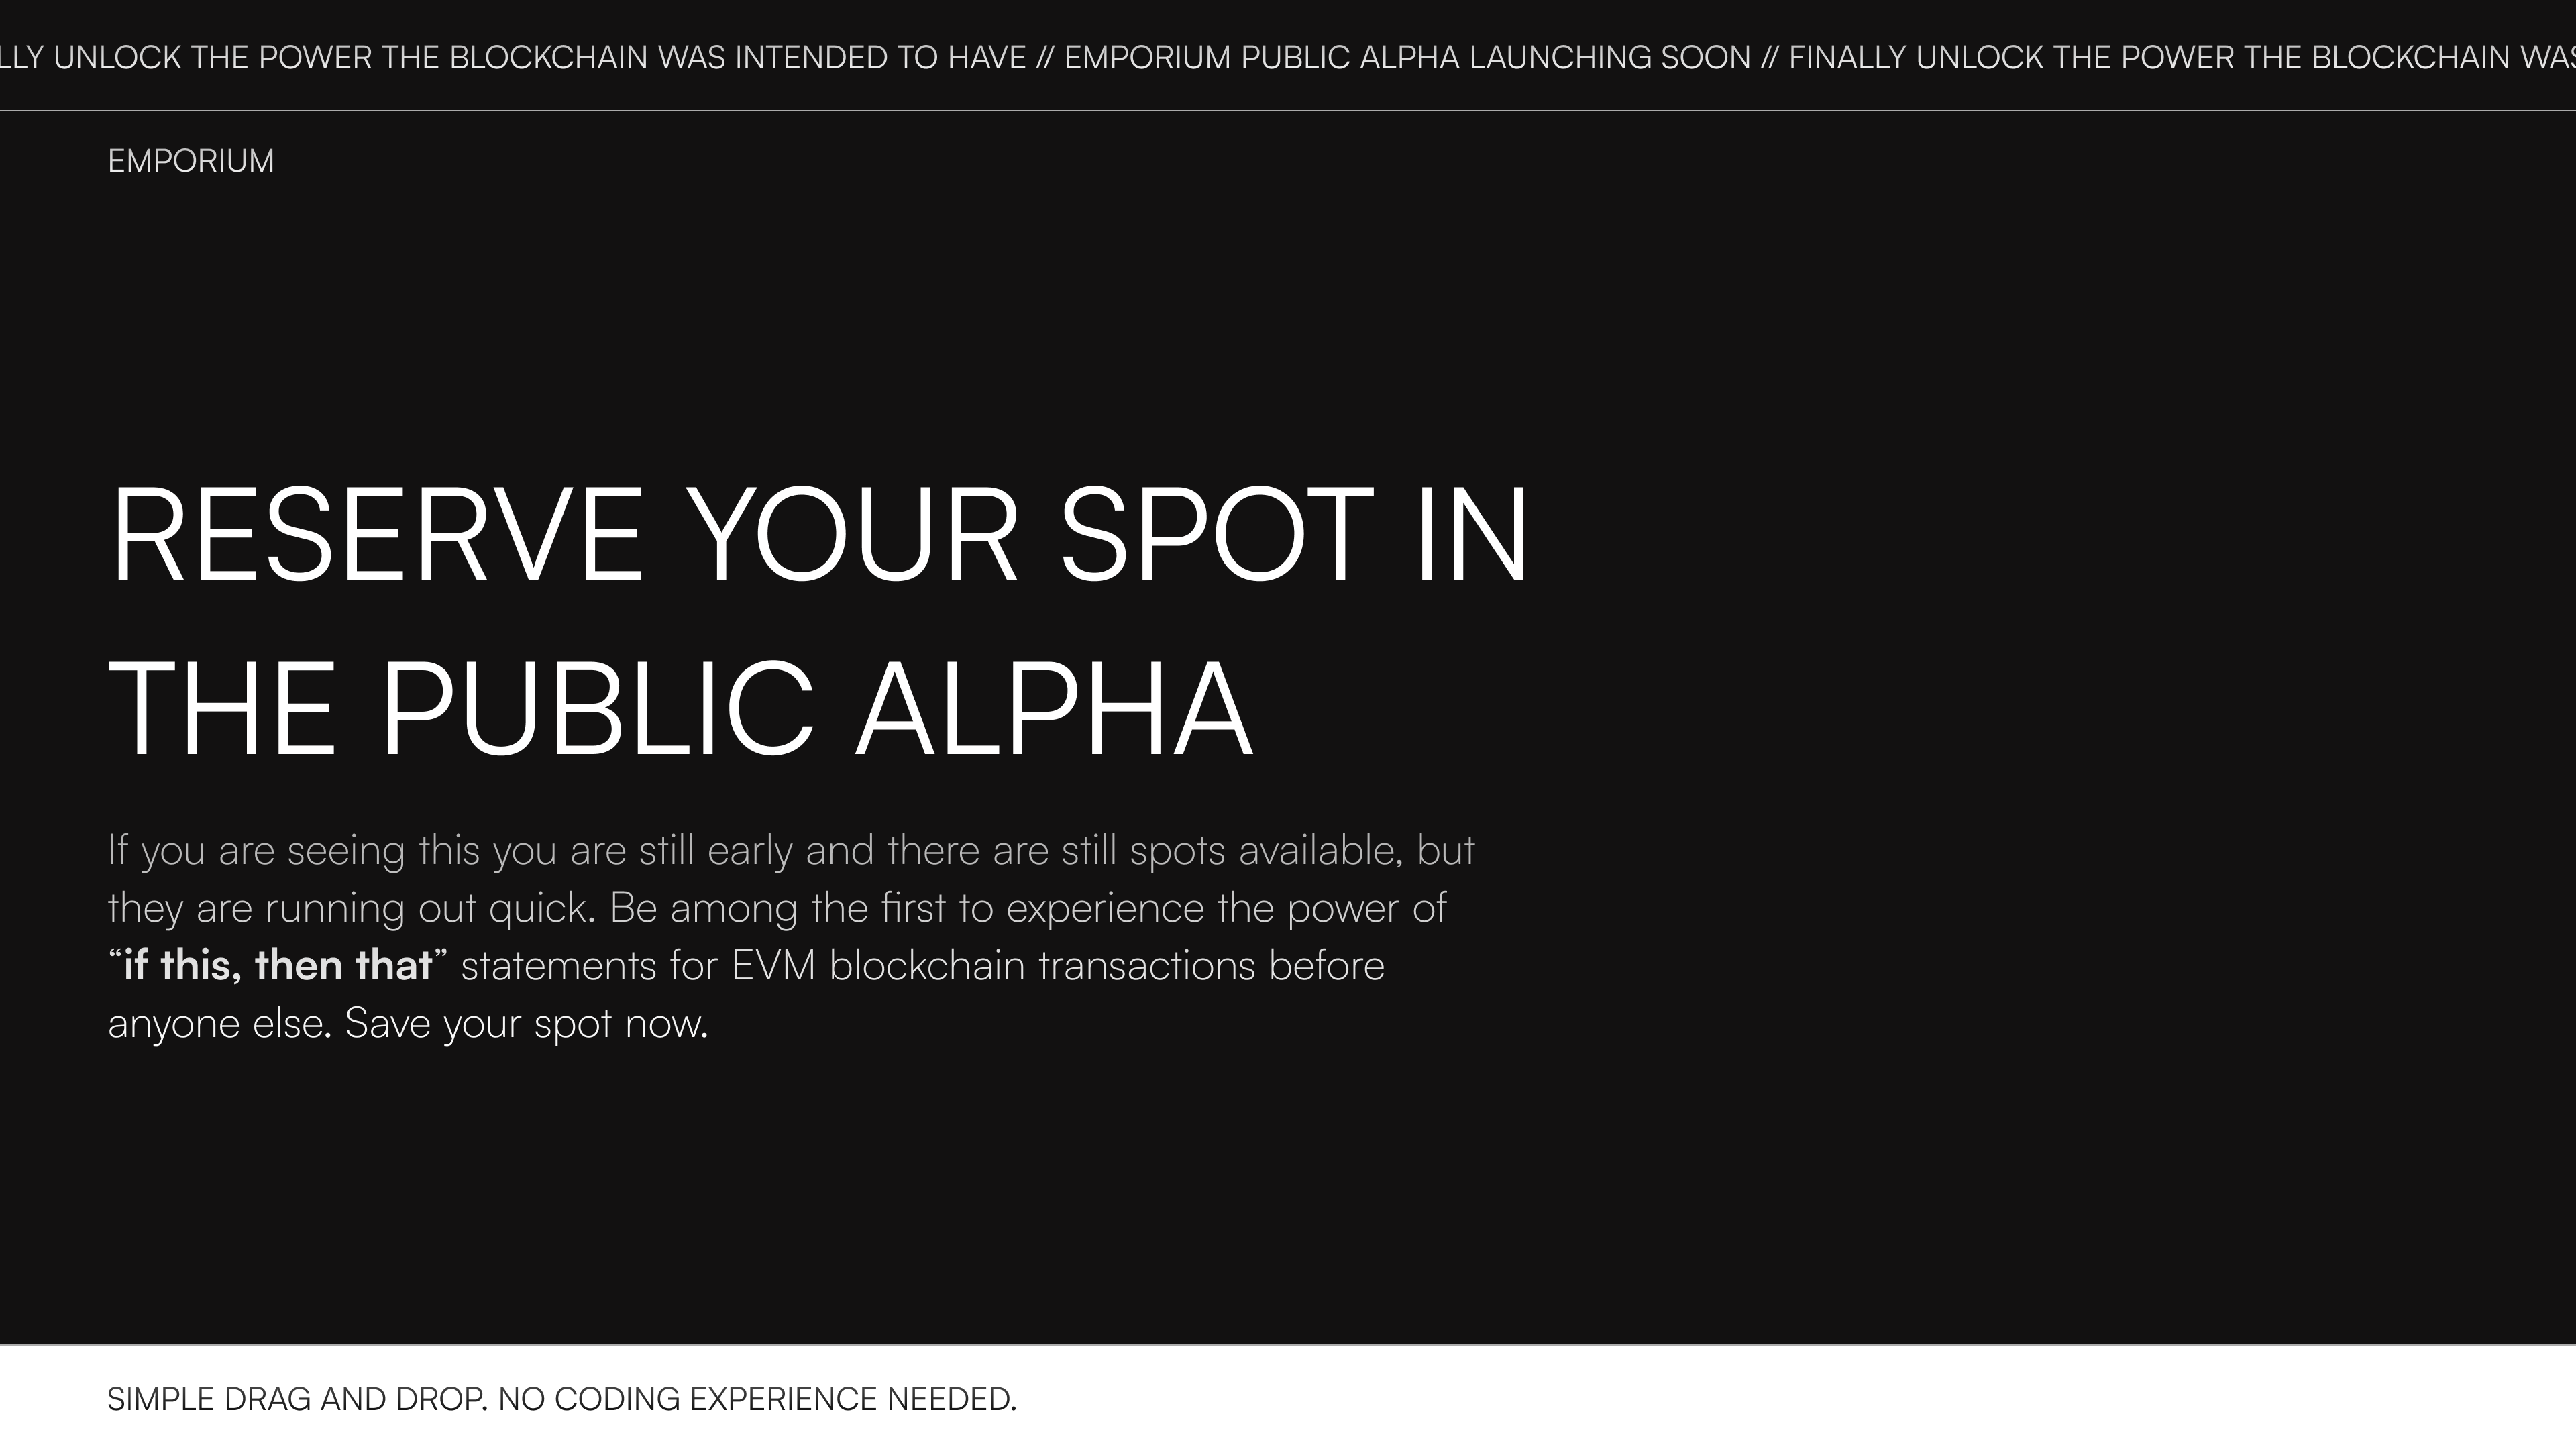 LLY UNLOCK THE POWER THE BLOCKCHAIN WAS INTENDED TO HAVE // EMPORIUM PUBLIC ALPHA LAUNCHING SOON // FINALLY UNLOCK THE POWER THE BLOCKCHAIN WAS
EMPORIUM
RESERVE YOUR SPOT IN
THE PUBLIC ALPHA
If you are seeing this you are still early and there are still spots available, but
they are running out quick. Be among the first to experience the power of
“if this, then that” statements for EVM blockchain transactions before
anyone else. Save your spot now.
SIMPLE DRAG AND DROP. NO CODING EXPERIENCE NEEDED.